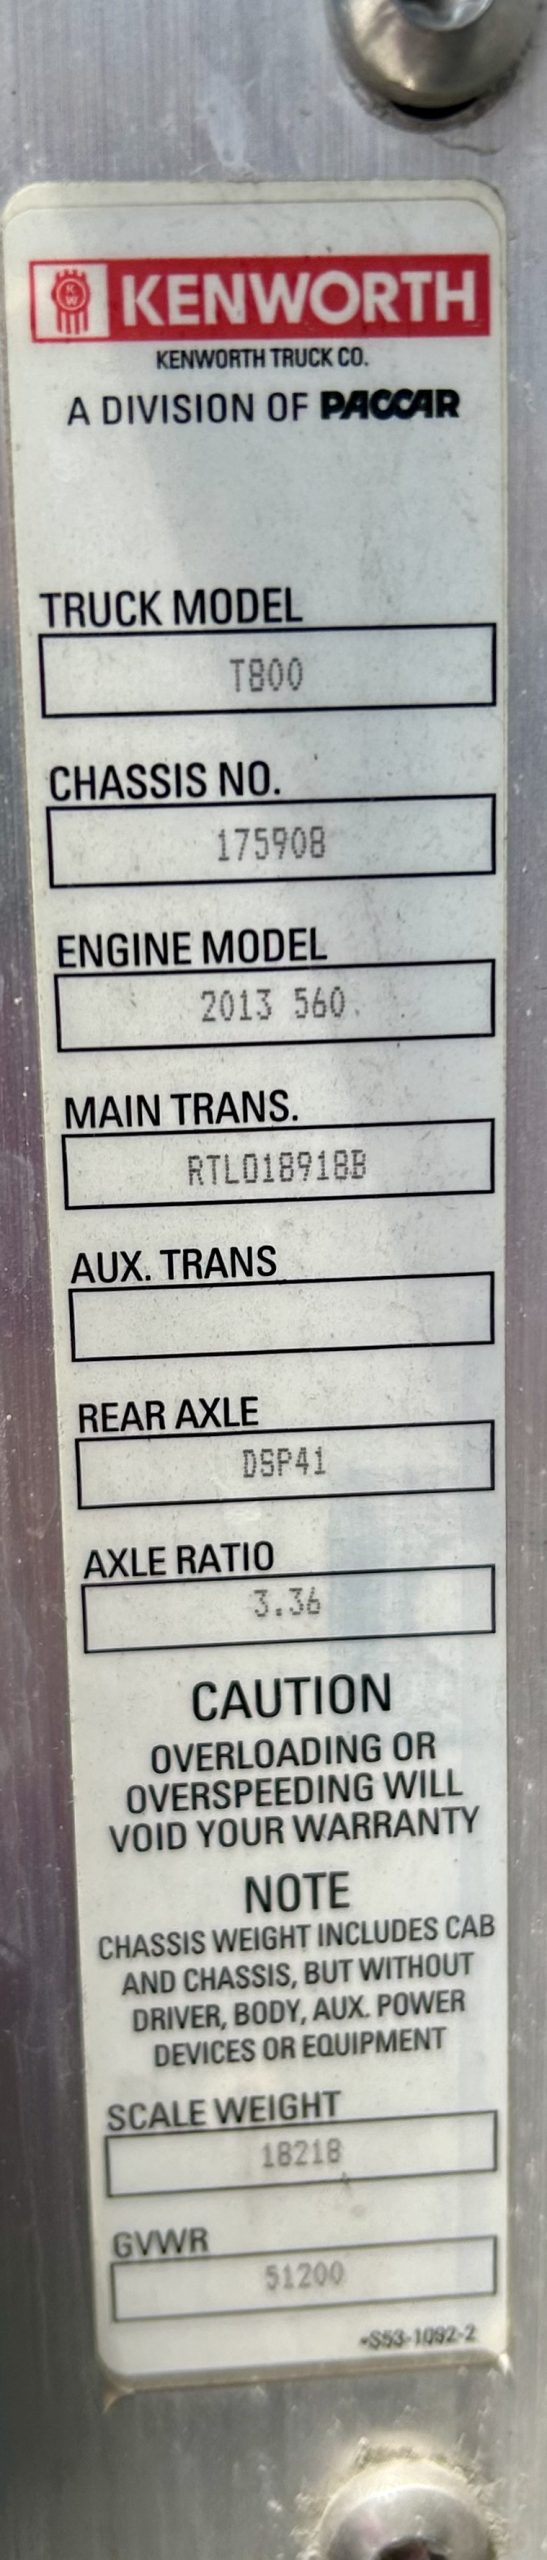 KW KENWORTH
KENWORTH TRUCK CO.
A DIVISION OF PACCAR
TRUCK MODEL
T800
CHASSIS NO.
175908
ENGINE MODEL
2013 560
MAIN TRANS.
RTLO18918B
AUX. TRANS
REAR AXLE
DSP41
AXLE RATIO
3.36
CAUTION
OVERLOADING OR
OVERSPEEDING WILL
VOID YOUR WARRANTY
NOTE
CHASSIS WEIGHT INCLUDES CAB
AND CHASSIS, BUT WITHOUT
DRIVER, BODY, AUX. POWER
DEVICES OR EQUIPMENT
SCALE WEIGHT
18218
GVWR
51200
•S53-1092-2